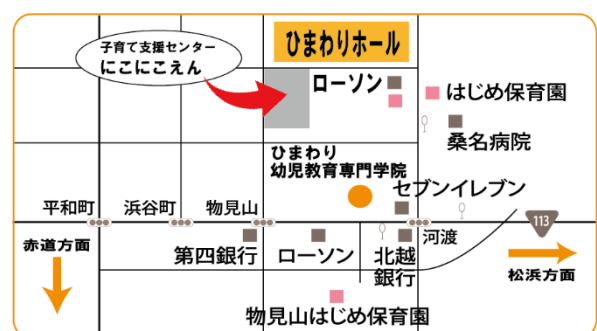 子育て支援センター
にこにこえん
ひまわりホール
ローソン
はじめ保育園
桑名病院
ひまわり
幼児教育専門学院
セブンイレブン
平和町
浜谷町
物見山
113
赤道方面
第四銀行
ローソン
北越
銀行
河渡
松浜方面
物見山はじめ保育園